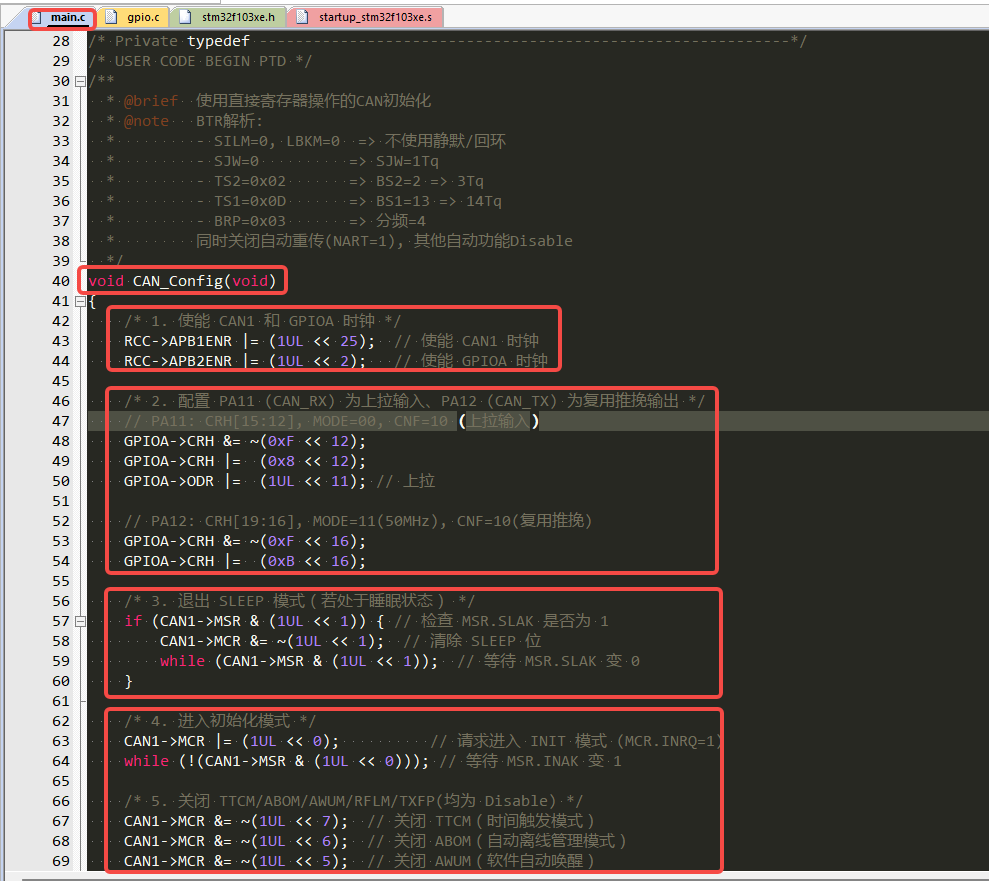 main.c gpio.c stm32f103xe.h startup_stm32f103xe.s
28 /* Private typedef -----------------------------------------------------------*/
29 /* USER CODE BEGIN PTD */
30 /**
31 * @brief 使用直接寄存器操作的CAN初始化
32 * @note BTR解析:
33 * - SILM=0, LBKM=0 => 不使用静默/回环
34 * - SJW=0 => SJW=1Tq
35 * - TS2=0x02 => BS2=2 => 3Tq
36 * - TS1=0x0D => BS1=13 => 14Tq
37 * - BRP=0x03 => 分频=4
38 * 同时关闭自动重传(NART=1), 其他自动功能Disable
39 */
40 void CAN_Config(void)
41 {
42 /* 1. 使能 CAN1 和 GPIOA 时钟 */
43 RCC->APB1ENR |= (1UL << 25); // 使能 CAN1 时钟
44 RCC->APB2ENR |= (1UL << 2); // 使能 GPIOA 时钟
45
46 /* 2. 配置 PA11 (CAN_RX) 为上拉输入、PA12 (CAN_TX) 为复用推挽输出 */
47 // PA11: CRH[15:12], MODE=00, CNF=10 (上拉输入)
48 GPIOA->CRH &= ~(0xF << 12);
49 GPIOA->CRH |= (0x8 << 12);
50 GPIOA->ODR |= (1UL << 11); // 上拉
51
52 // PA12: CRH[19:16], MODE=11(50MHz), CNF=10(复用推挽)
53 GPIOA->CRH &= ~(0xF << 16);
54 GPIOA->CRH |= (0xB << 16);
55
56 /* 3. 退出 SLEEP 模式（若处于睡眠状态） */
57 if (CAN1->MSR & (1UL << 1)) { // 检查 MSR.SLAK 是否为 1
58 CAN1->MCR &= ~(1UL << 1); // 清除 SLEEP 位
59 while (CAN1->MSR & (1UL << 1)); // 等待 MSR.SLAK 变 0
60 }
61
62 /* 4. 进入初始化模式 */
63 CAN1->MCR |= (1UL << 0); // 请求进入 INIT 模式 (MCR.INRQ=1)
64 while (!(CAN1->MSR & (1UL << 0))); // 等待 MSR.INAK 变 1
65
66 /* 5. 关闭 TTCM/ABOM/AWUM/RFLM/TXFP(均为 Disable) */
67 CAN1->MCR &= ~(1UL << 7); // 关闭 TTCM（时间触发模式）
68 CAN1->MCR &= ~(1UL << 6); // 关闭 ABOM（自动离线管理模式）
69 CAN1->MCR &= ~(1UL << 5); // 关闭 AWUM（软件自动唤醒）